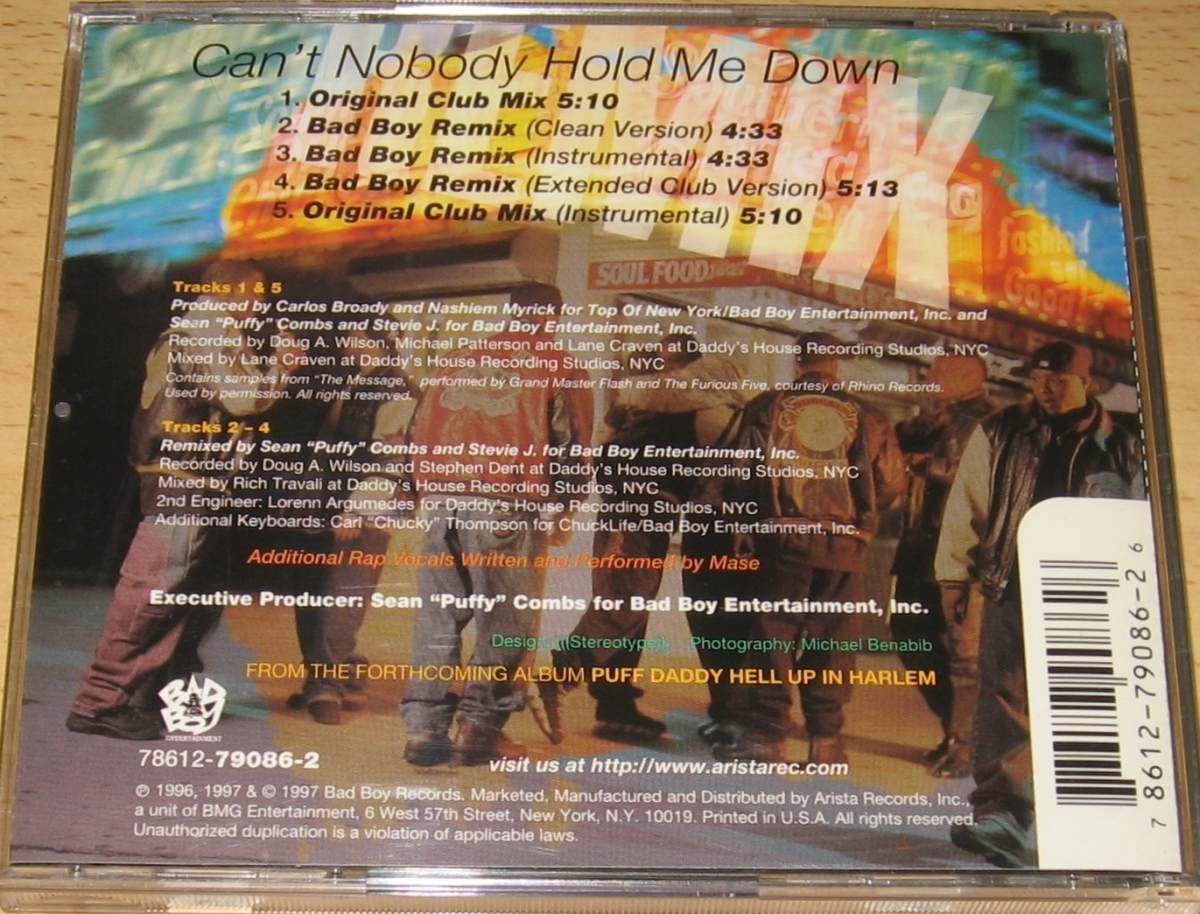 Can't Nobody Hold Me Down
1. Original Club Mix 5:10
2. Bad Boy Remix (Clean Version) 4:33
3. Bad Boy Remix (Instrumental) 4:33
4. Bad Boy Remix (Extended Club Version) 5:13
5. Original Club Mix (Instrumental) 5:10
SOUL FOOD
Tracks 1 & 5
Produced by Carlos Broady and Nashiem Myrick for Top Of New York/Bad Boy Entertainment, Inc. and
Sean "Puffy" Combs and Stevie J. for Bad Boy Entertainment, Inc.
Recorded by Doug A. Wilson, Michael Patterson and Lane Craven at Daddy's House Recording Studios, NYC
Mixed by Lane Craven at Daddy's House Recording Studios, NYC
Contains samples from "The Message," performed by Grand Master Flash and The Furious Five, courtesy of Rhino Records.
Used by permission. All rights reserved.
Tracks 2 – 4
Remixed by Sean "Puffy" Combs and Stevie J. for Bad Boy Entertainment, Inc.
Recorded by Doug A. Wilson and Stephen Dent at Daddy's House Recording Studios, NYC
Mixed by Rich Travali at Daddy's House Recording Studios, NYC
2nd Engineer: Lorenn Argumedes for Daddy's House Recording Studios, NYC
Additional Keyboards: Carl "Chucky" Thompson for ChuckLife/Bad Boy Entertainment, Inc.
Additional Rap Vocals Written and Performed by Mase
Executive Producer: Sean "Puffy" Combs for Bad Boy Entertainment, Inc.
Design: ((Stereotype)) Photography: Michael Benabib
FROM THE FORTHCOMING ALBUM PUFF DADDY HELL UP IN HARLEM
BAD
BOY
ENTERTAINMENT
78612-79086-2
visit us at http://www.aristarec.com
℗ 1996, 1997 & © 1997 Bad Boy Records. Marketed, Manufactured and Distributed by Arista Records, Inc.,
a unit of BMG Entertainment, 6 West 57th Street, New York, N.Y. 10019. Printed in U.S.A. All rights reserved.
Unauthorized duplication is a violation of applicable laws.
7 8612-79086-2 6